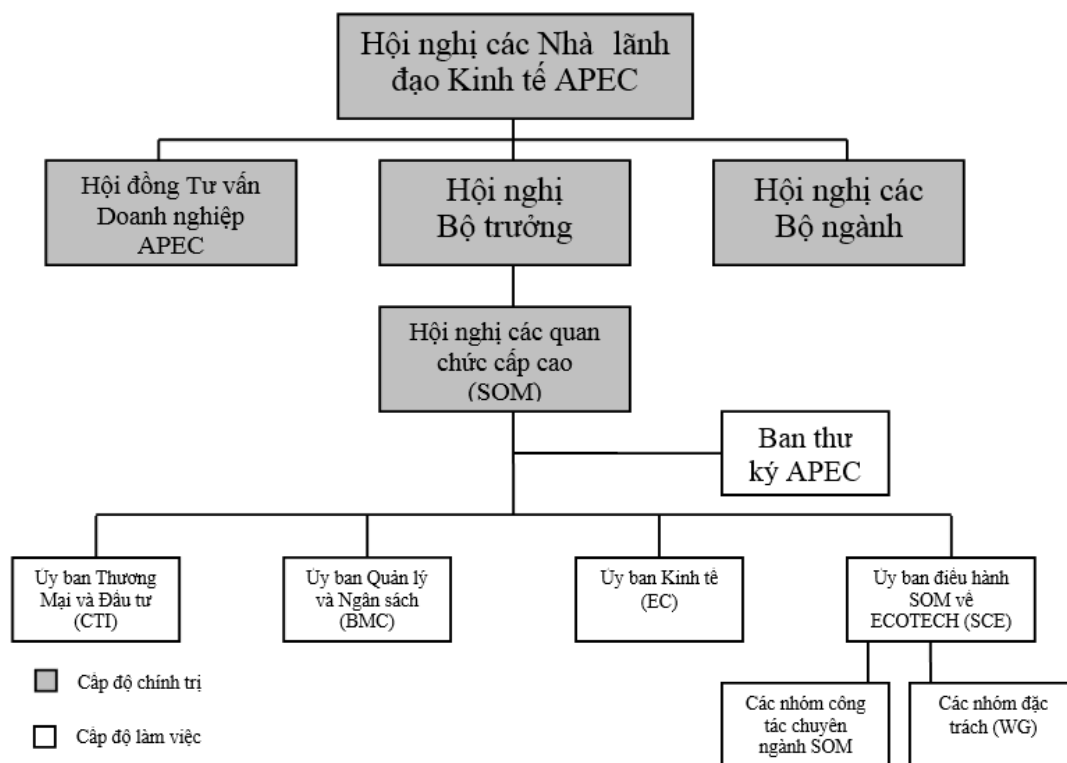 Hội nghị các Nhà lãnh
đạo Kinh tế APEC
Hội đồng Tư vấn
Doanh nghiệp
APEC
Hội nghị
Bộ trưởng
Hội nghị các
Bộ ngành
Hội nghị các quan
chức cấp cao
(SOM)
Ban thư
ký APEC
Ủy ban Thương
Mại và Đầu tư
(CTI)
Ủy ban Quản lý
và Ngân sách
(BMC)
Ủy ban Kinh tế
(EC)
Ủy ban điều hành
SOM về
ECOTECH (SCE)
Cấp độ chính trị
Cấp độ làm việc
Các nhóm công
tác chuyên
ngành SOM
Các nhóm đặc
trách (WG)